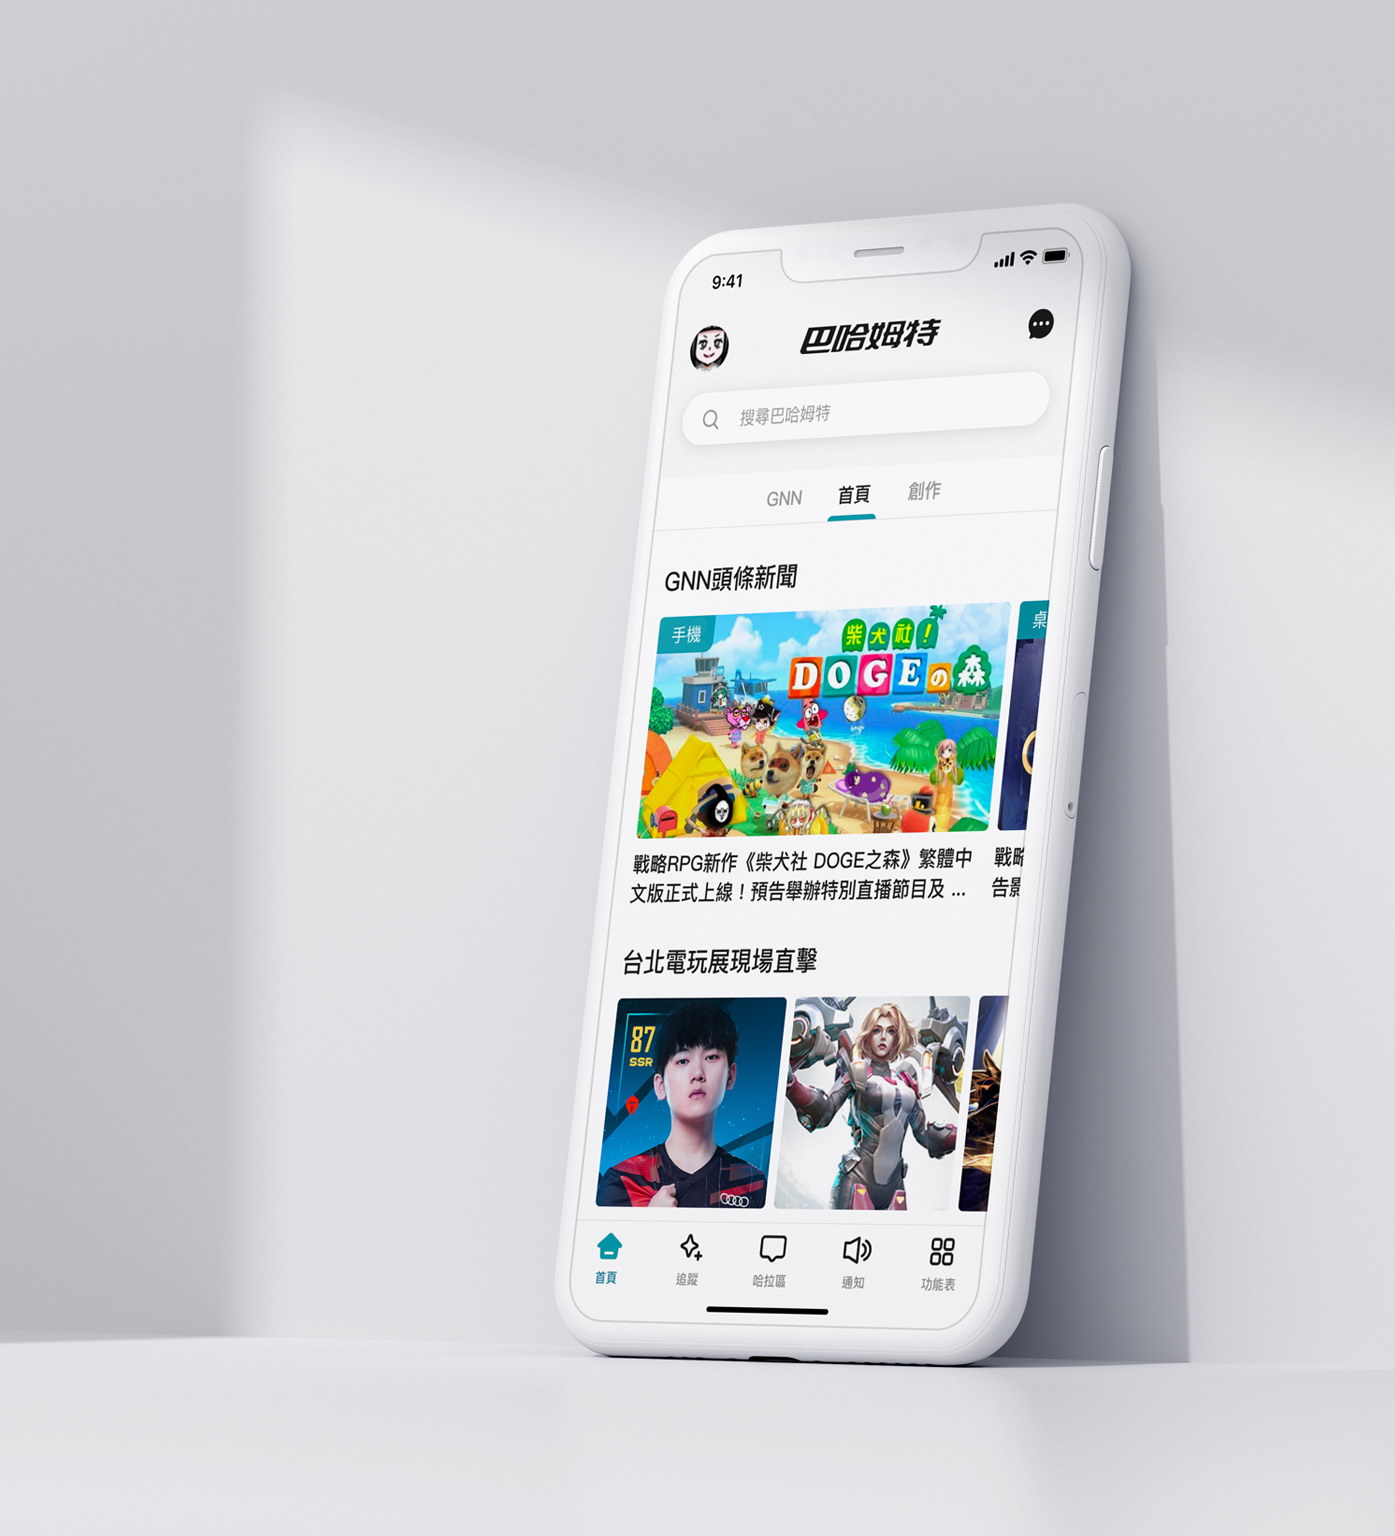 9:41
巴哈姆特
搜尋巴哈姆特
GNN 首頁 創作
GNN頭條新聞
手機
柴犬社！
DOGEの森
桌
戰略RPG新作《柴犬社 DOGE之森》繁體中
文版正式上線！預告舉辦特別直播節目及 ...
戰略
告影
台北電玩展現場直擊
87
SSR
首頁 追蹤 哈拉區 通知 功能表